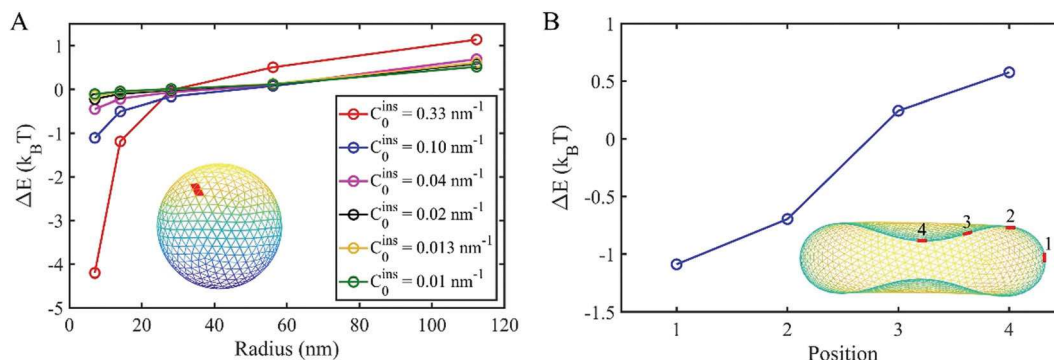 A
ΔE (k_BT)
1
0
-1
-2
-3
-4
-5
C_0^ins = 0.33 nm^-1
C_0^ins = 0.10 nm^-1
C_0^ins = 0.04 nm^-1
C_0^ins = 0.02 nm^-1
C_0^ins = 0.013 nm^-1
C_0^ins = 0.01 nm^-1
0 20 40 60 80 100 120
Radius (nm)
B
ΔE (k_BT)
1
0.5
0
-0.5
-1
-1.5
4 3 2 1
1 2 3 4
Position